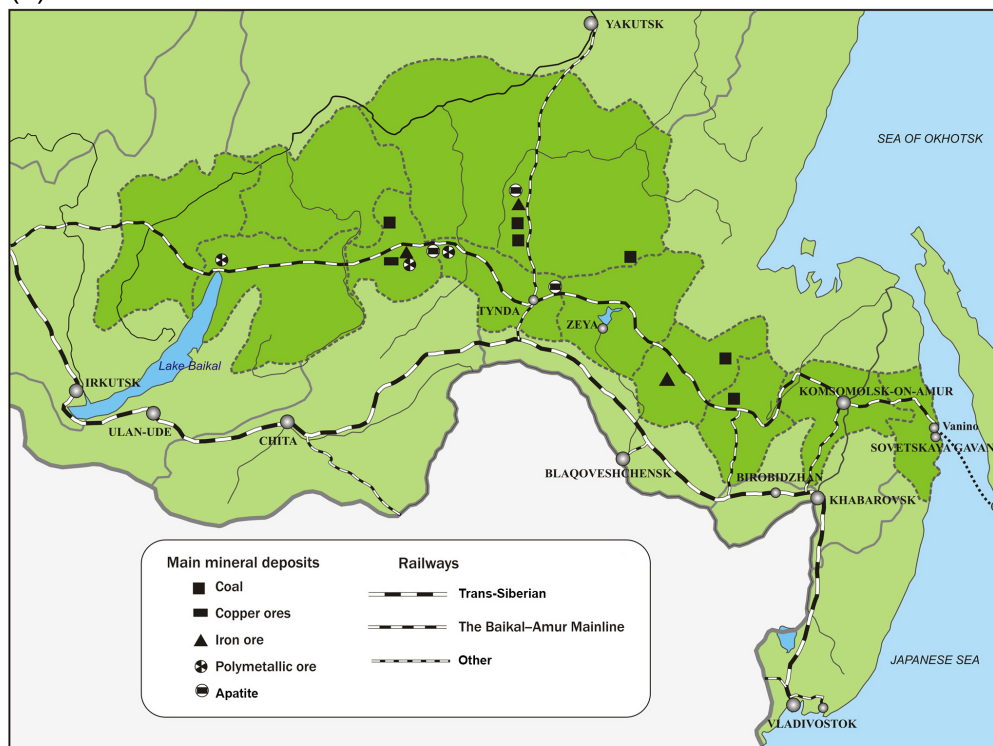 YAKUTSK
SEA OF OKHOTSK
TYNDA
ZEYA
Lake Baikal
IRKUTSK
KOMSOMOLSK-ON-AMUR
ULAN-UDE
CHITA
Vanino
SOVETSKAYA GAVAN
BLAQOVESHCHENSK
BIROBIDZHAN
KHABAROVSK
Main mineral deposits
Coal
Copper ores
Iron ore
Polymetallic ore
Apatite
Railways
Trans-Siberian
The Baikal–Amur Mainline
Other
JAPANESE SEA
VLADIVOSTOK